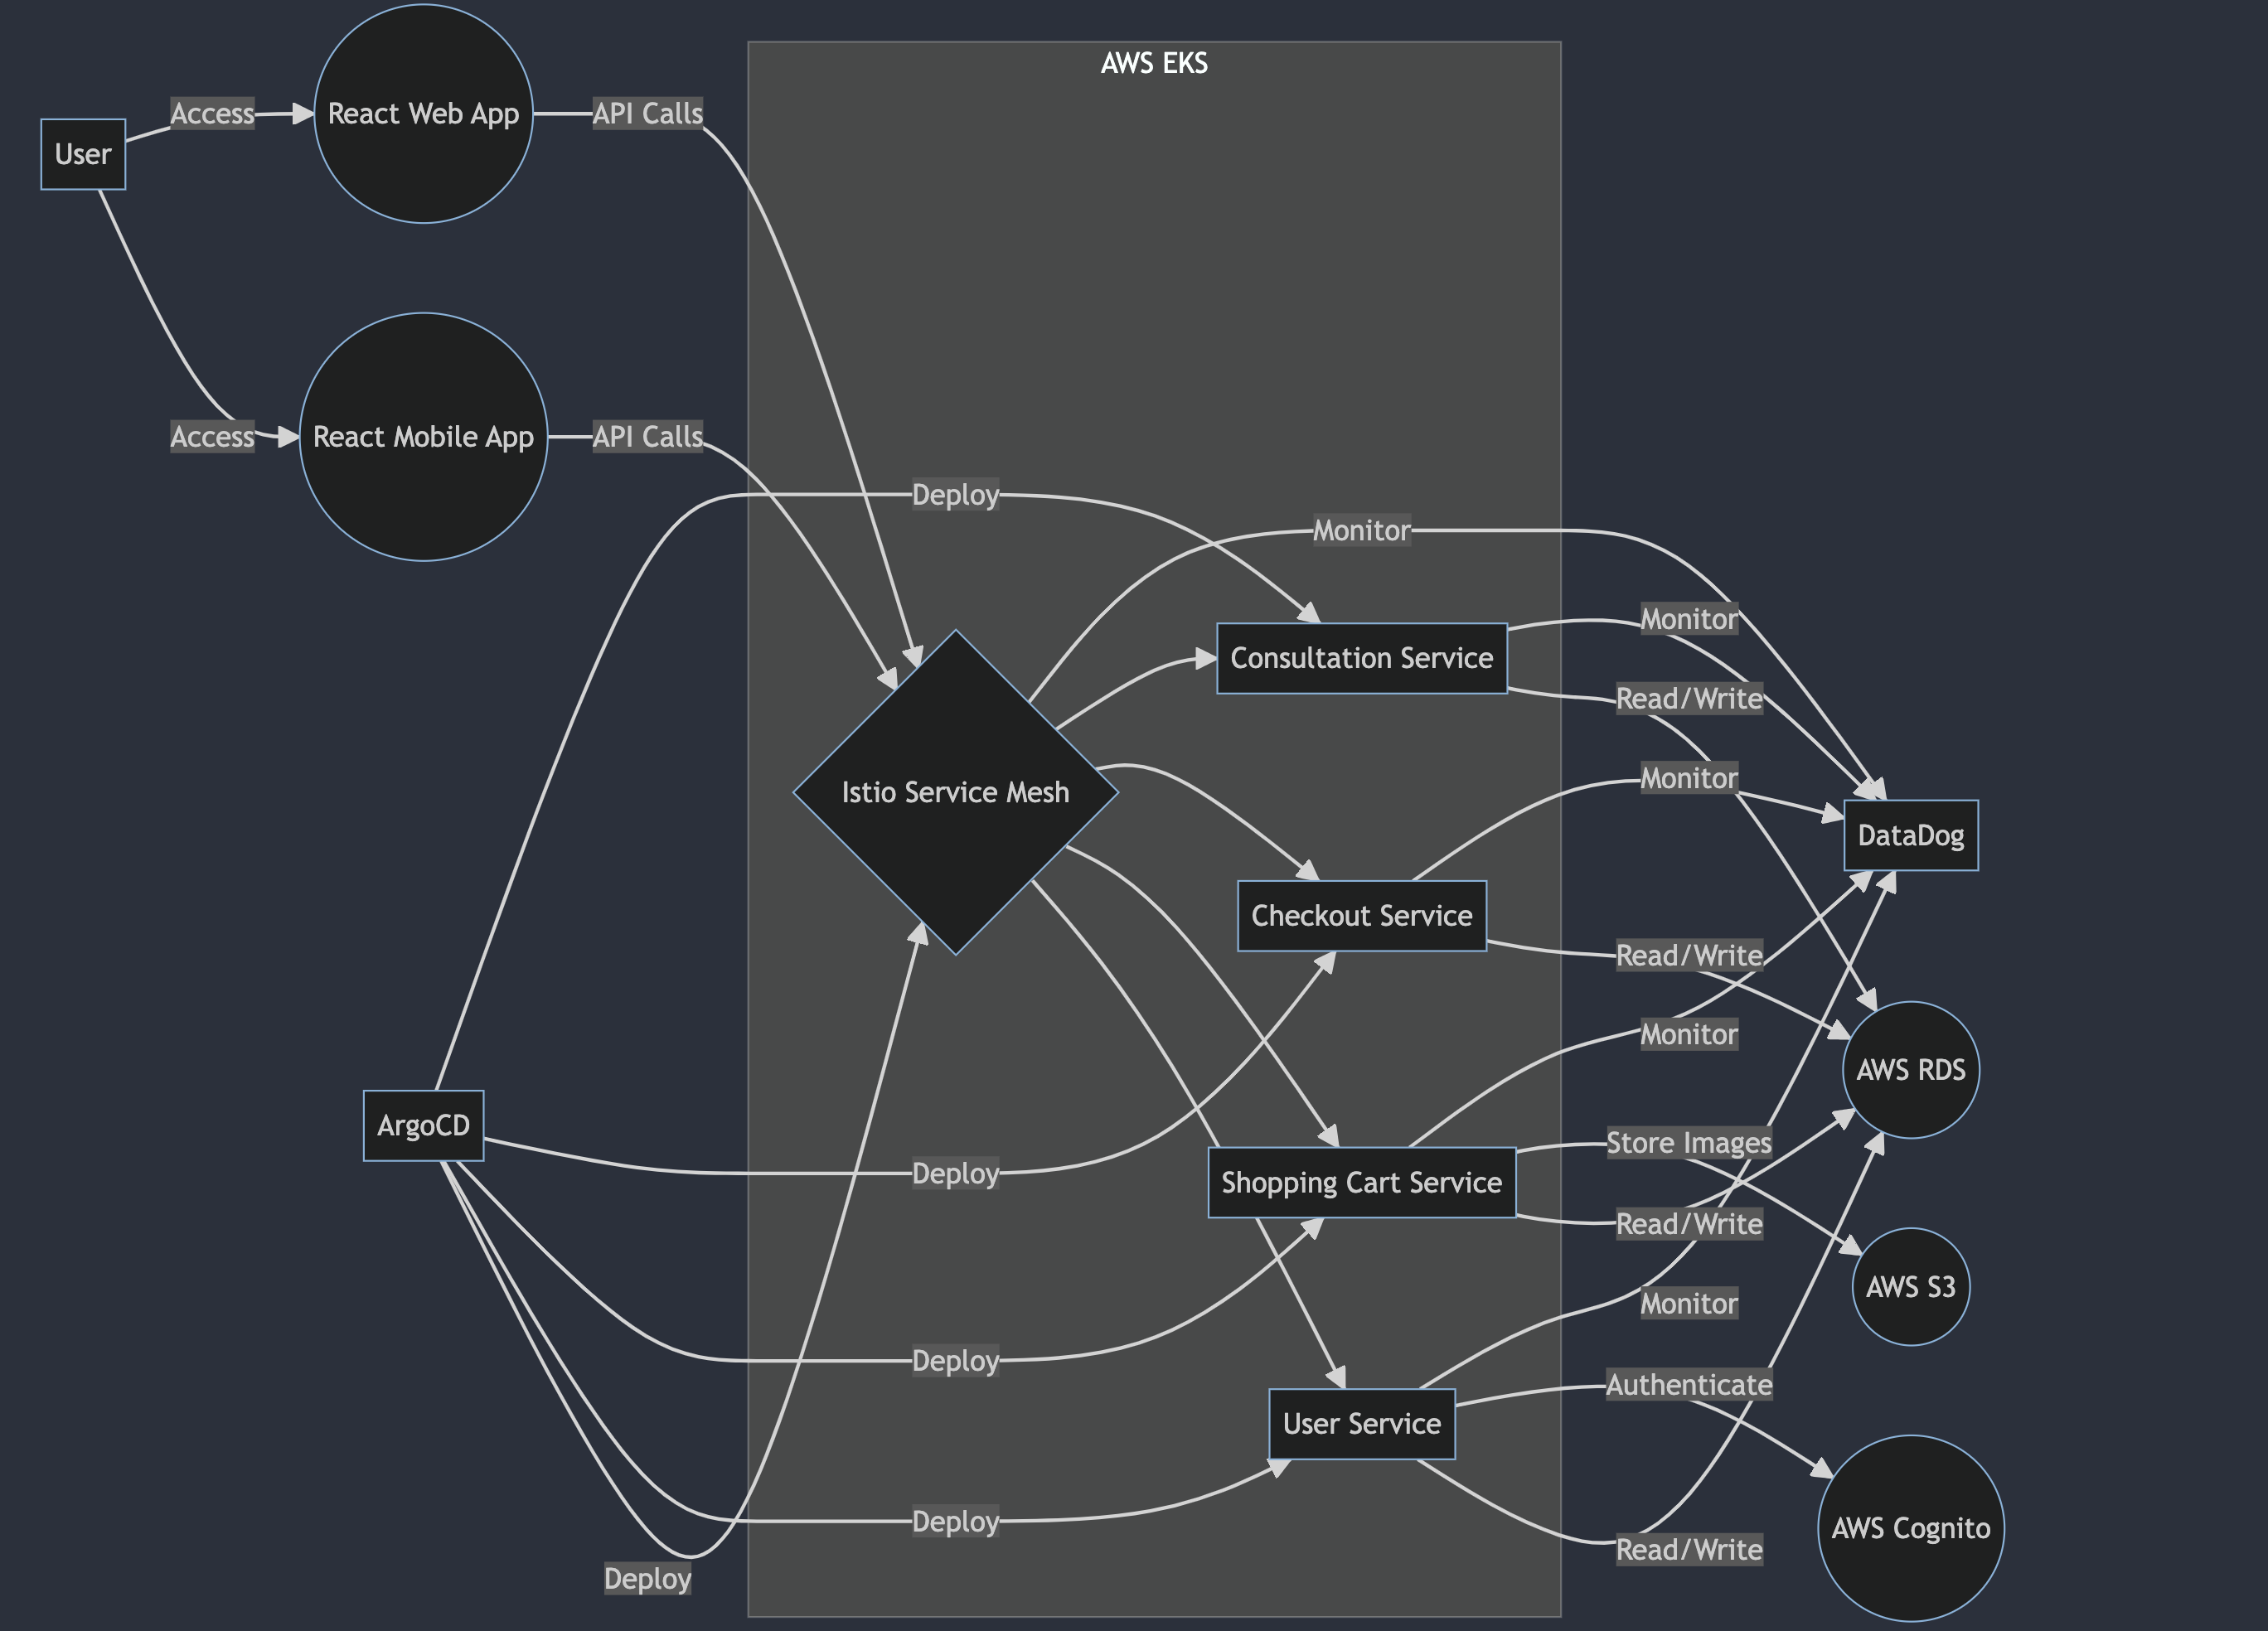 AWS EKS
Access
React Web App
API Calls
User
Access
React Mobile App
API Calls
Deploy
Monitor
Monitor
Consultation Service
Read/Write
Monitor
Istio Service Mesh
DataDog
Checkout Service
Read/Write
Monitor
AWS RDS
ArgoCD
Store Images
Deploy
Shopping Cart Service
Read/Write
AWS S3
Monitor
Deploy
Authenticate
User Service
Deploy
AWS Cognito
Read/Write
Deploy